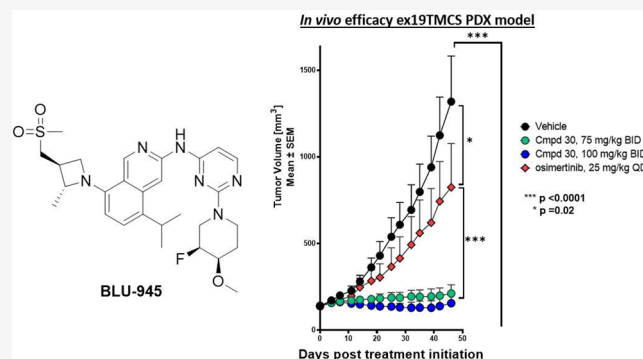 In vivo efficacy ex19TMCS PDX model
***
1500
1000
500
0
Tumor Volume [mm³]
Mean ± SEM
0 10 20 30 40 50
Days post treatment initiation
*
***
Vehicle
Cmpd 30, 75 mg/kg BID
Cmpd 30, 100 mg/kg BID
osimertinib, 25 mg/kg QD
*** p <0.0001
* p =0.02
O
S
O
N
N
H
N
N
N
N
F
O
BLU-945